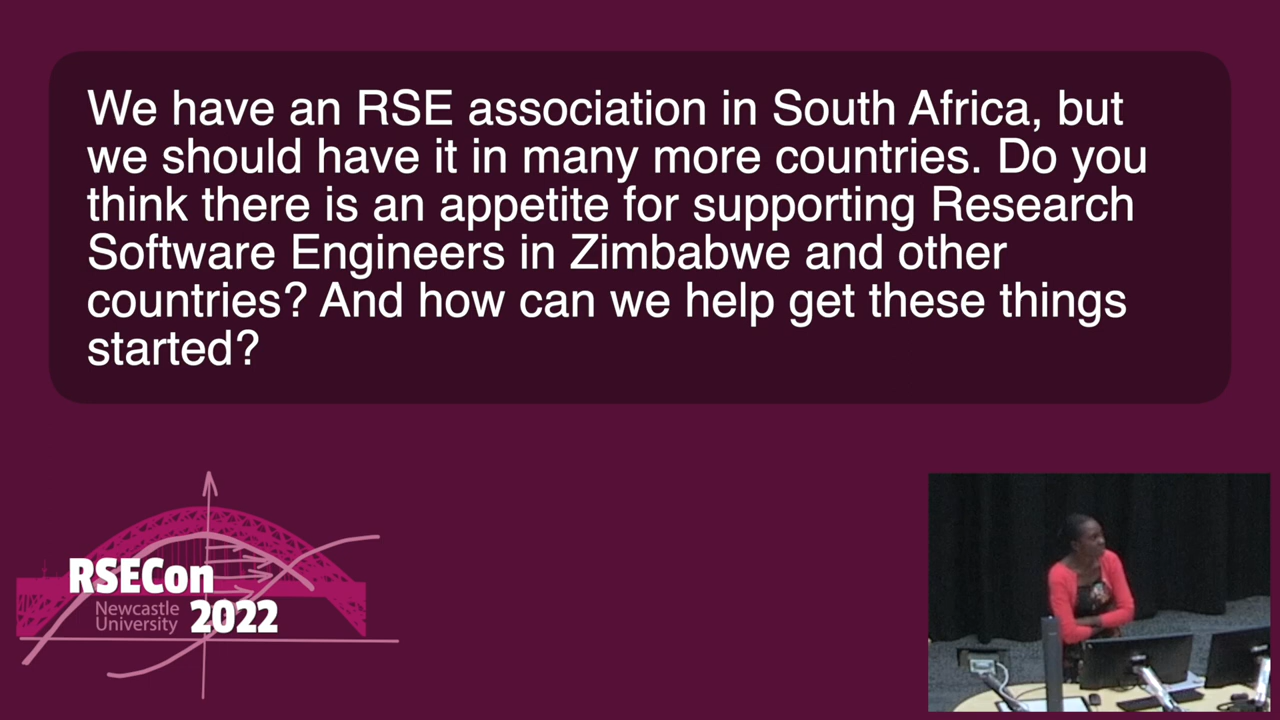 We have an RSE association in South Africa, but
we should have it in many more countries. Do you
think there is an appetite for supporting Research
Software Engineers in Zimbabwe and other
countries? And how can we help get these things
started?
RSECon
Newcastle
University 2022